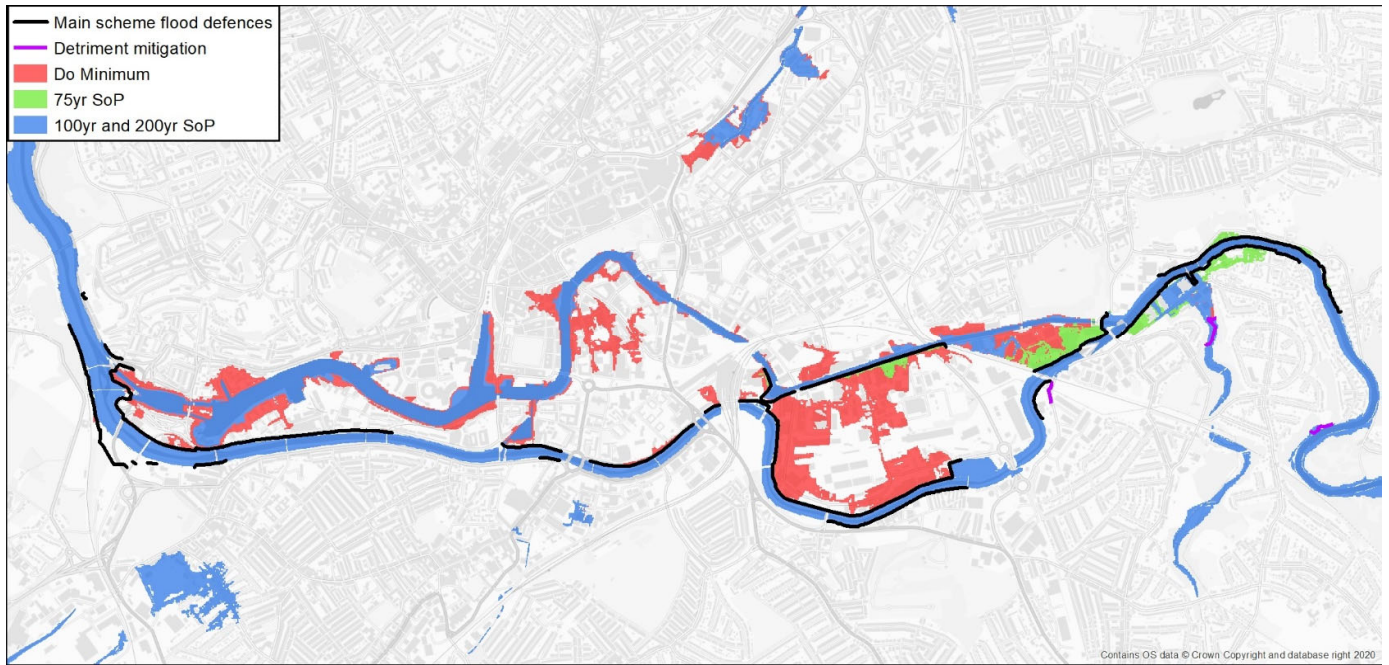 Main scheme flood defences
Detriment mitigation
Do Minimum
75yr SoP
100yr and 200yr SoP
Contains OS data © Crown Copyright and database right 2020